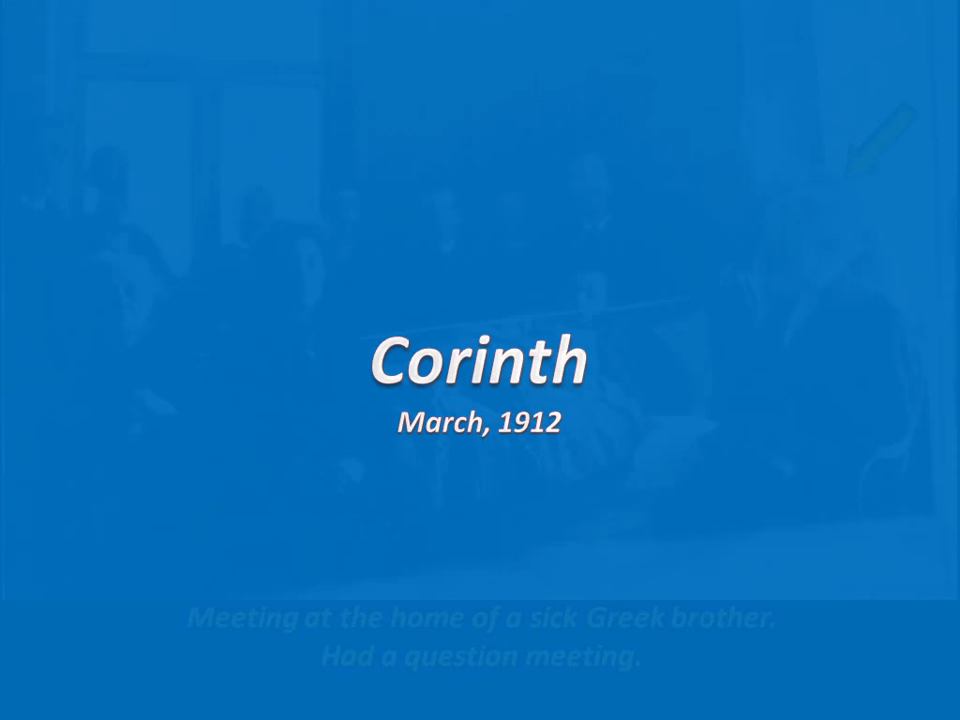 Corinth
March, 1912
Meeting at the home of a sick Greek brother.
Had a question meeting.